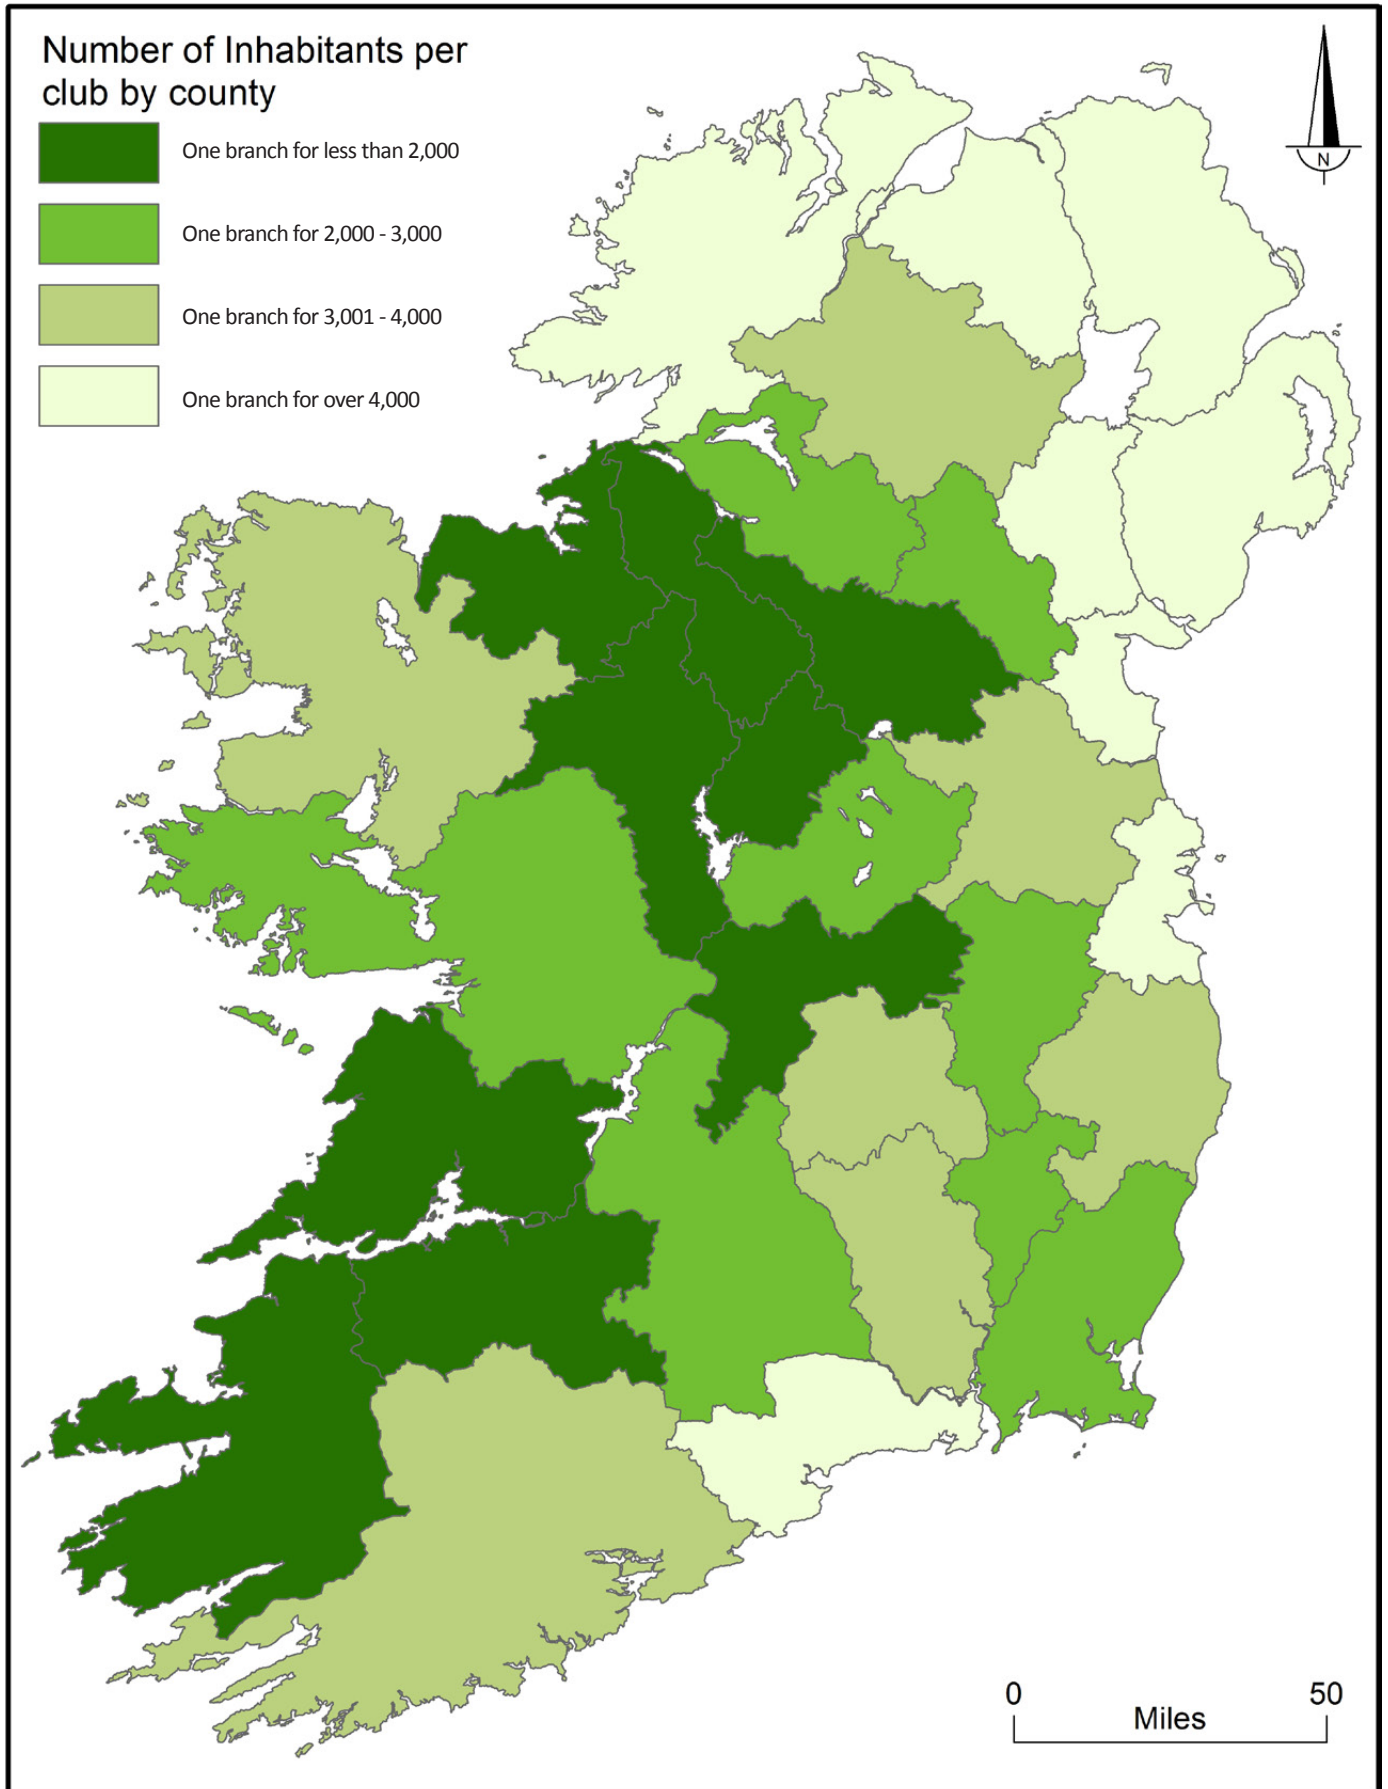 Number of Inhabitants per
club by county
One branch for less than 2,000
One branch for 2,000 - 3,000
One branch for 3,001 - 4,000
One branch for over 4,000
N
0 50
Miles